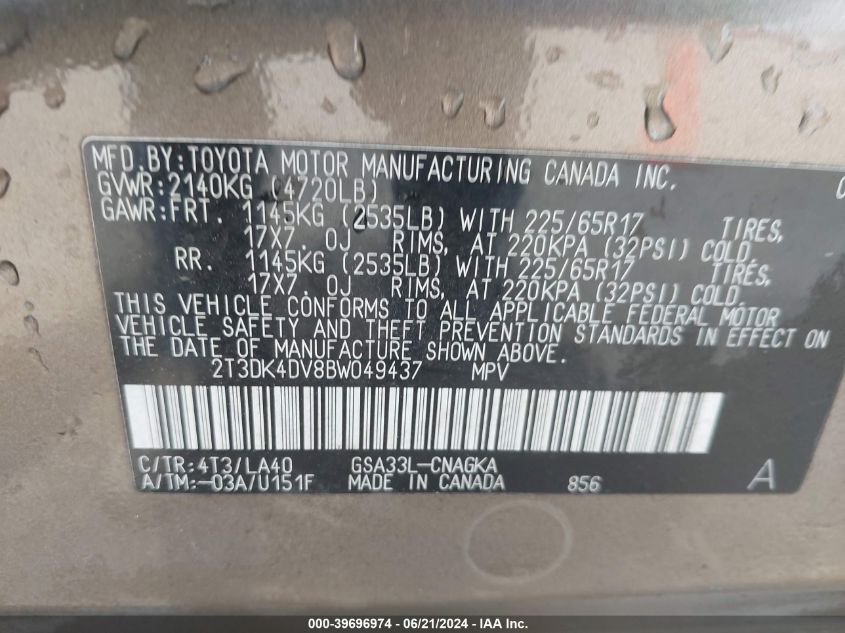 MFD.BY:TOYOTA MOTOR MANUFACTURING CANADA INC.
GVWR:2140KG (4720LB)
GAWR:FRT. 1145KG (2535LB) WITH 225/65R17 TIRES,
17X7. 0J RIMS, AT 220KPA (32PSI) COLD.
RR. 1145KG (2535LB) WITH 225/65R17 TIRES,
17X7. 0J RIMS, AT 220KPA (32PSI) COLD.
THIS VEHICLE CONFORMS TO ALL APPLICABLE FEDERAL MOTOR
VEHICLE SAFETY AND THEFT PREVENTION STANDARDS IN EFFECT ON
THE DATE OF MANUFACTURE SHOWN ABOVE.
2T3DK4DV8BW049437 MPV
C/TR:4T3/LA40 GSA33L-CNAGKA
A/TM:-03A/U151F MADE IN CANADA 856 A
000-39696974 - 06/21/2024 - IAA Inc.